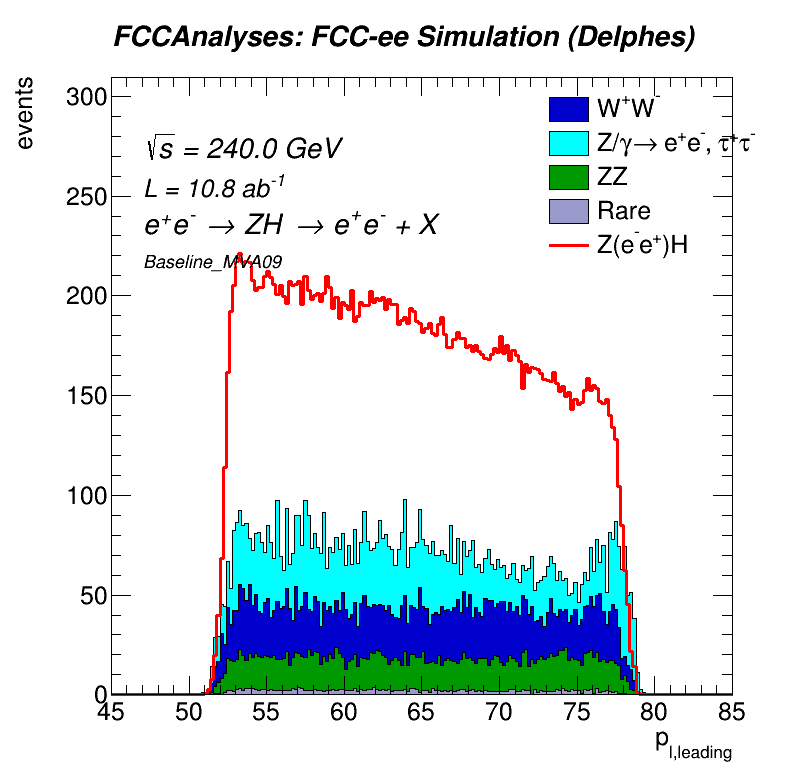 FCCAnalyses: FCC-ee Simulation (Delphes)
events
300
250
200
150
100
50
0
√s = 240.0 GeV
L = 10.8 ab⁻¹
e⁺e⁻ → ZH → e⁺e⁻ + X
Baseline_MVA09
W⁺W⁻
Z/γ→ e⁺e⁻, τ⁺τ⁻
ZZ
Rare
Z(e⁻e⁺)H
45 50 55 60 65 70 75 80 85
p_l,leading